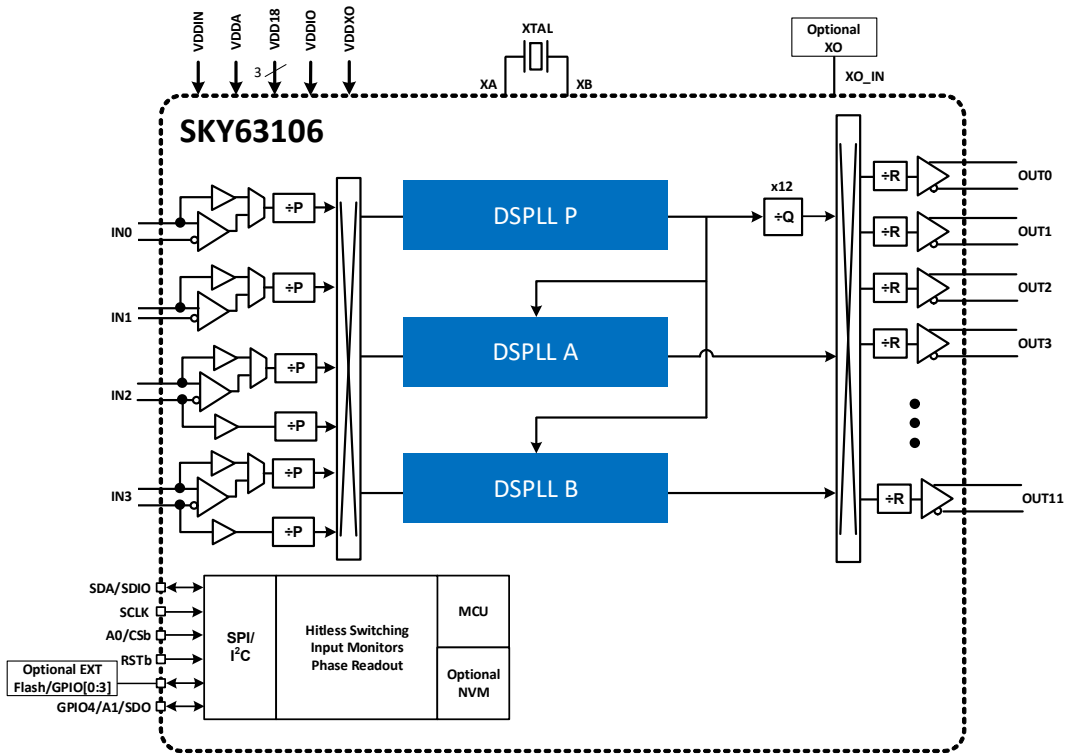 VDDIN
VDDA
VDD18
VDDIO
VDDXO
3
XTAL
XA
XB
Optional
XO
XO_IN
SKY63106
IN0
÷P
IN1
÷P
IN2
÷P
÷P
IN3
÷P
÷P
DSPLL P
DSPLL A
DSPLL B
x12
÷Q
÷R
OUT0
÷R
OUT1
÷R
OUT2
÷R
OUT3
÷R
OUT11
SDA/SDIO
SCLK
A0/CSb
RSTb
Optional EXT
Flash/GPIO[0:3]
GPIO4/A1/SDO
SPI/
I²C
Hitless Switching
Input Monitors
Phase Readout
MCU
Optional
NVM